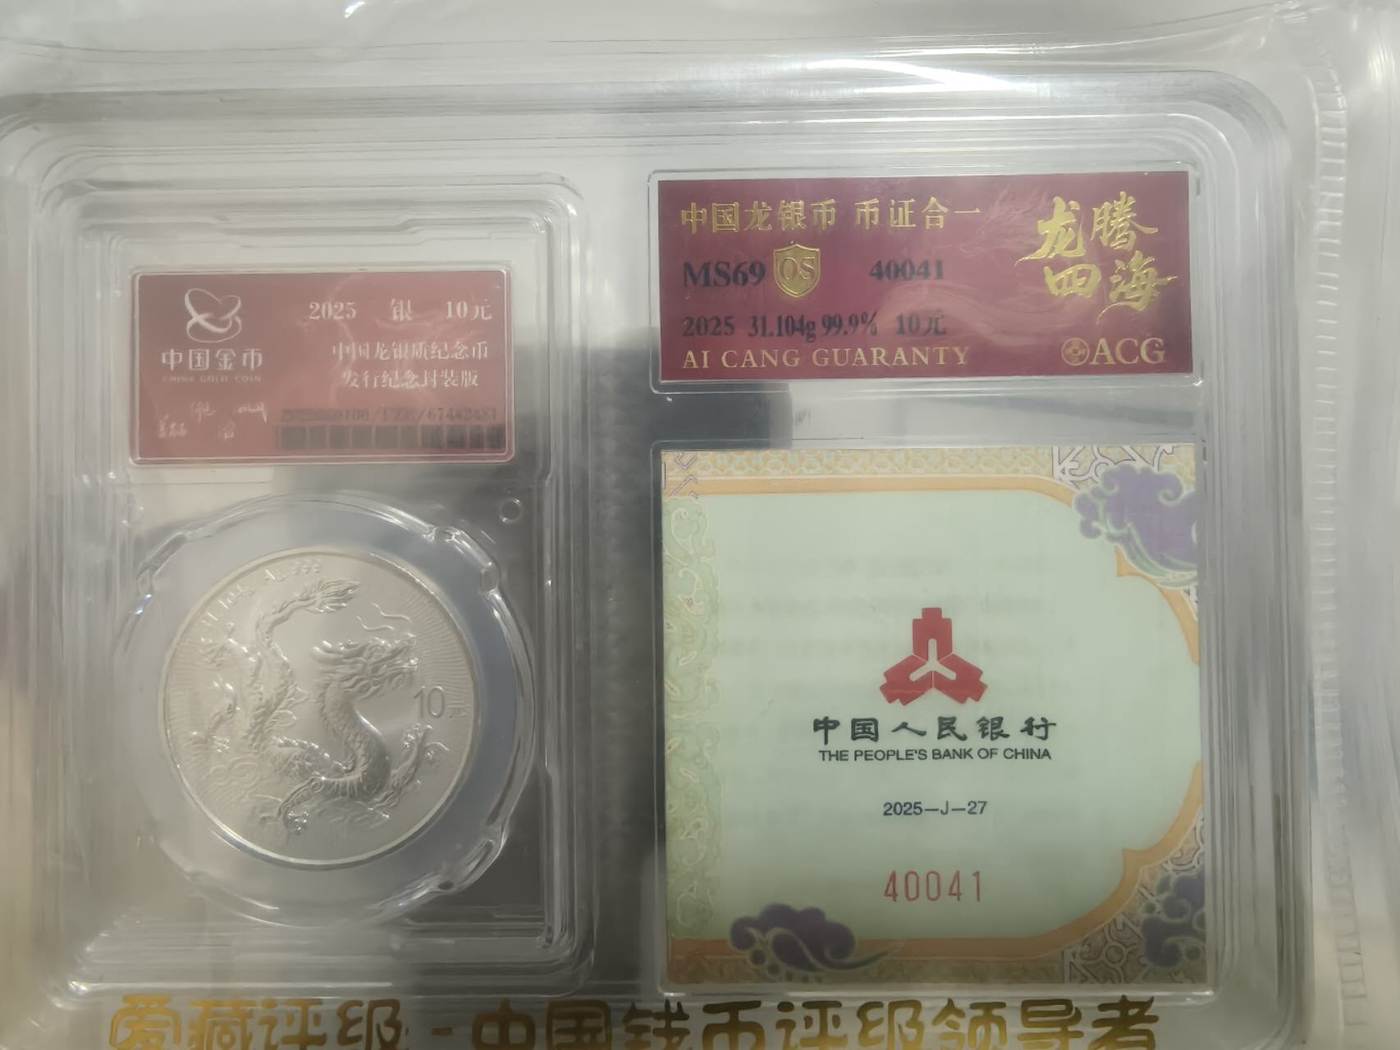 中国金币
CHINA GOLD COIN
2025 银 10元
中国龙银质纪念币
发行纪念封装版
10元
中国龙银币 币证合一
MS69 OS 40041
2025 31.104g 99.9% 10元
AI CANG GUARANTY
龙腾
四海
ACG
中国人民银行
THE PEOPLE'S BANK OF CHINA
2025—J—27
40041
爱藏评级-中国钱币评级领导者